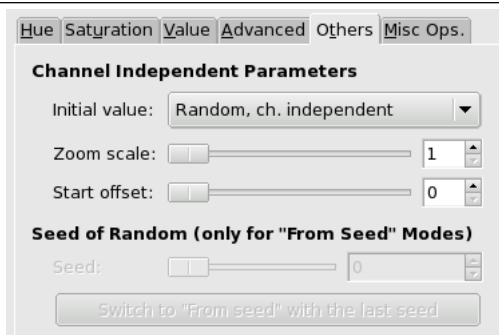 Hue Saturation Value Advanced Others Misc Ops.
Channel Independent Parameters
Initial value: Random, ch. independent
Zoom scale: 1
Start offset: 0
Seed of Random (only for "From Seed" Modes)
Seed: 0
Switch to "From seed" with the last seed